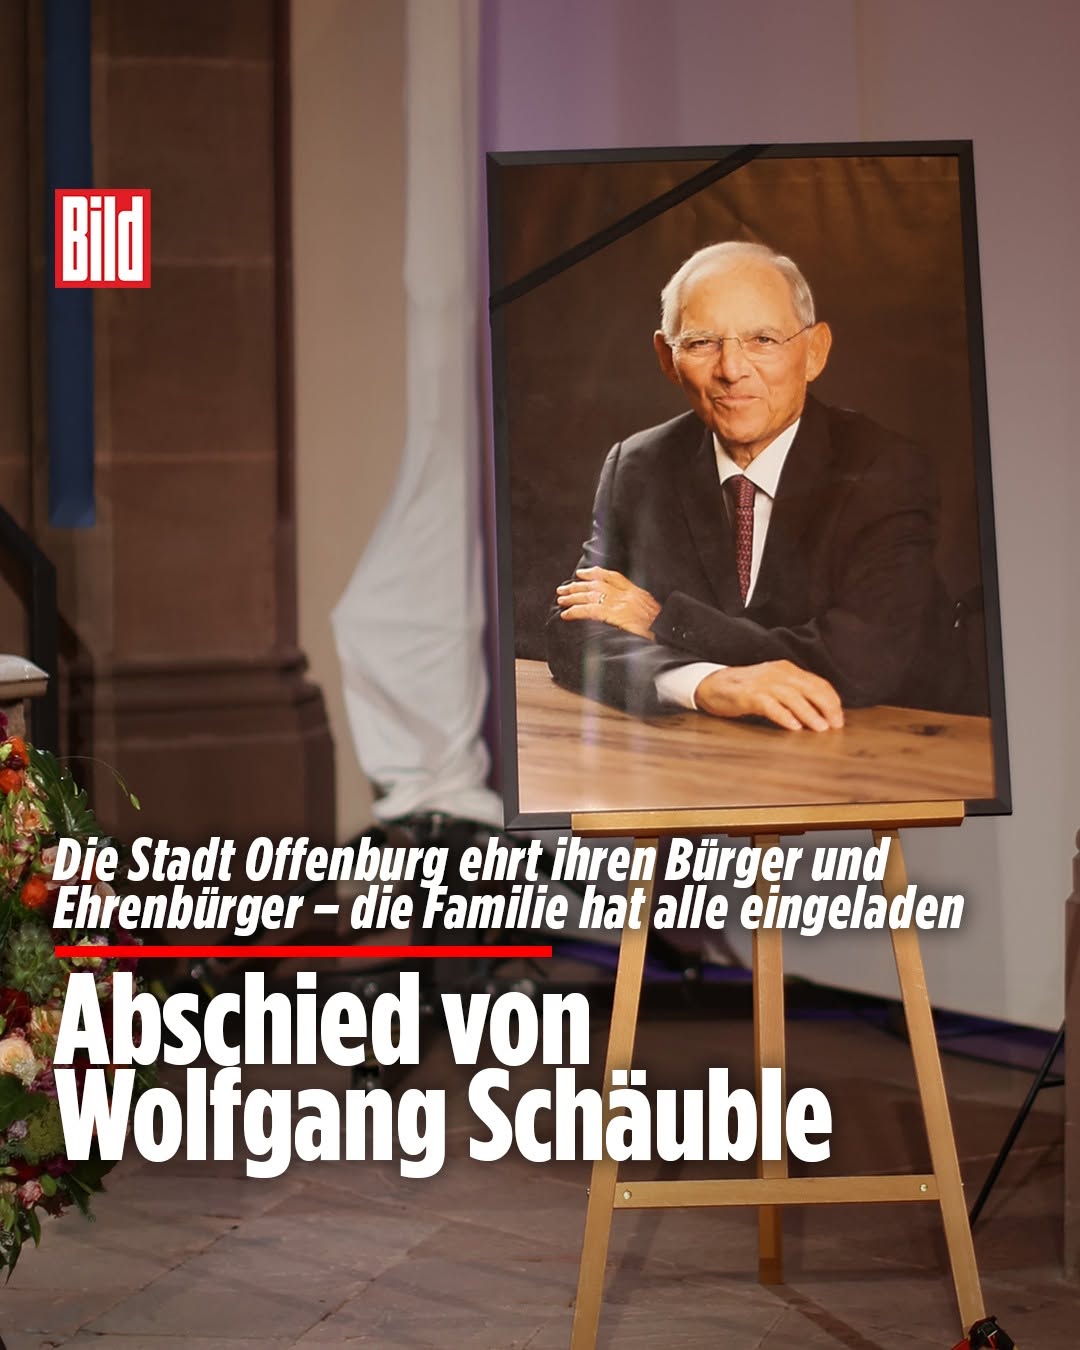 Bild
Die Stadt Offenburg ehrt ihren Bürger und
Ehrenbürger – die Familie hat alle eingeladen
Abschied von
Wolfgang Schäuble